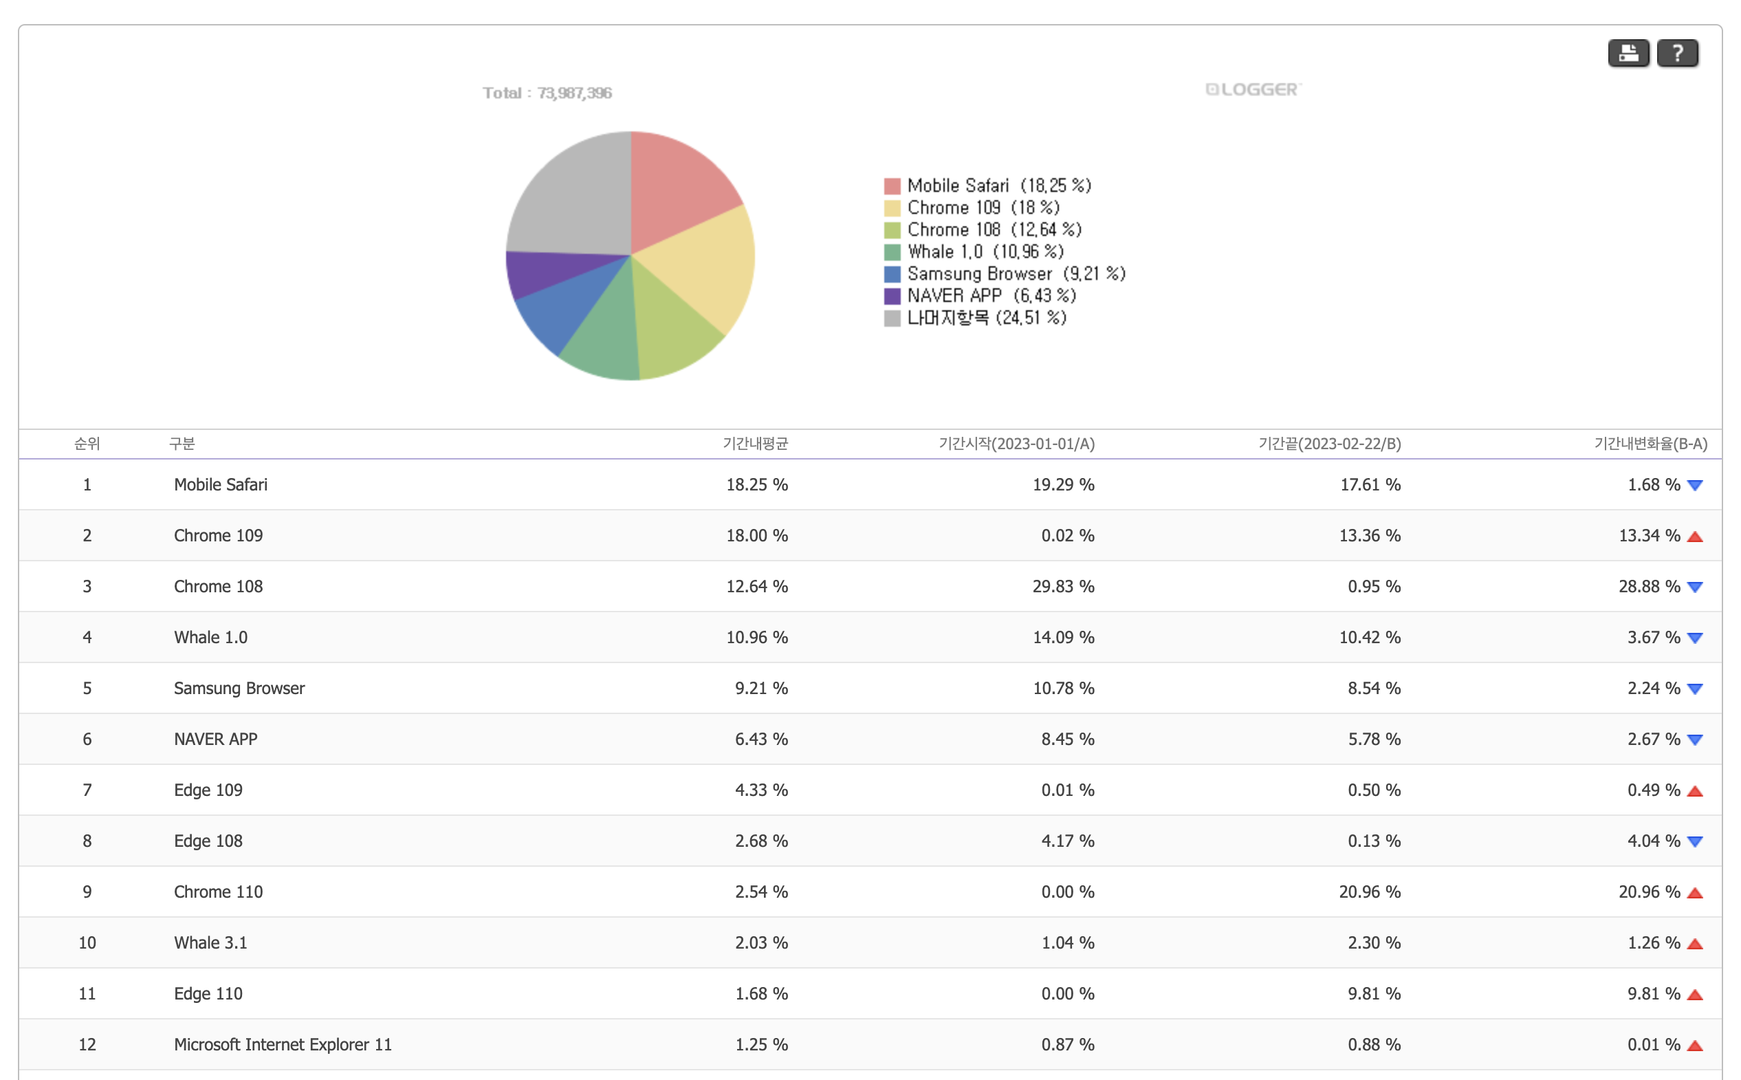 Total : 73,987,396
LOGGER
?
Mobile Safari (18,25 %)
Chrome 109 (18 %)
Chrome 108 (12,64 %)
Whale 1,0 (10,96 %)
Samsung Browser (9,21 %)
NAVER APP (6,43 %)
나머지항목 (24,51 %)
순위 구분 기간내평균 기간시작(2023-01-01/A) 기간끝(2023-02-22/B) 기간내변화율(B-A)
1 Mobile Safari 18.25 % 19.29 % 17.61 % 1.68 %
2 Chrome 109 18.00 % 0.02 % 13.36 % 13.34 %
3 Chrome 108 12.64 % 29.83 % 0.95 % 28.88 %
4 Whale 1.0 10.96 % 14.09 % 10.42 % 3.67 %
5 Samsung Browser 9.21 % 10.78 % 8.54 % 2.24 %
6 NAVER APP 6.43 % 8.45 % 5.78 % 2.67 %
7 Edge 109 4.33 % 0.01 % 0.50 % 0.49 %
8 Edge 108 2.68 % 4.17 % 0.13 % 4.04 %
9 Chrome 110 2.54 % 0.00 % 20.96 % 20.96 %
10 Whale 3.1 2.03 % 1.04 % 2.30 % 1.26 %
11 Edge 110 1.68 % 0.00 % 9.81 % 9.81 %
12 Microsoft Internet Explorer 11 1.25 % 0.87 % 0.88 % 0.01 %